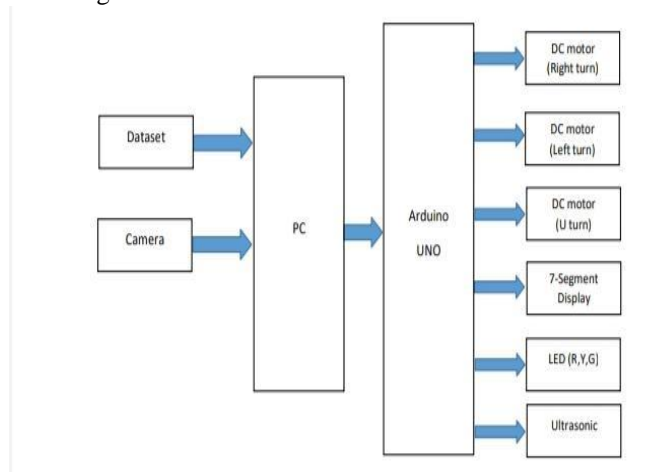 Dataset
Camera
PC
Arduino
UNO
DC motor
(Right turn)
DC motor
(Left turn)
DC motor
(U turn)
7-Segment
Display
LED (R,Y,G)
Ultrasonic